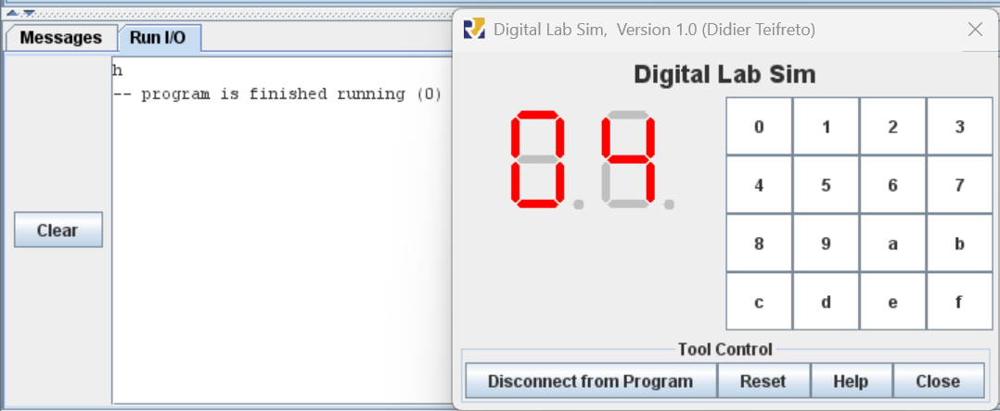 Messages
Run I/O
h
-- program is finished running (0)
Clear
Digital Lab Sim, Version 1.0 (Didier Teifreto)
Digital Lab Sim
04
0 1 2 3
4 5 6 7
8 9 a b
c d e f
Tool Control
Disconnect from Program Reset Help Close